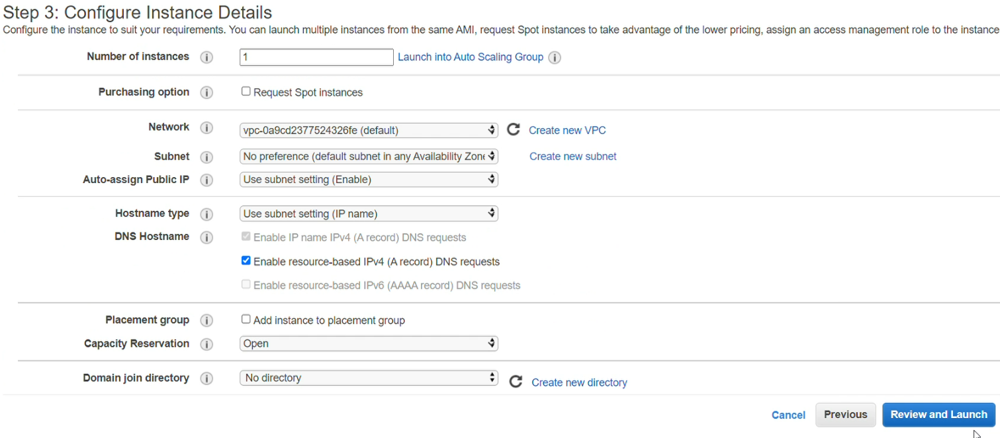 Step 3: Configure Instance Details
Configure the instance to suit your requirements. You can launch multiple instances from the same AMI, request Spot instances to take advantage of the lower pricing, assign an access management role to the instance
Number of instances i 1 Launch into Auto Scaling Group i
Purchasing option i Request Spot instances
Network i vpc-0a9cd2377524326fe (default) Create new VPC
Subnet i No preference (default subnet in any Availability Zone Create new subnet
Auto-assign Public IP i Use subnet setting (Enable)
Hostname type i Use subnet setting (IP name)
DNS Hostname i Enable IP name IPv4 (A record) DNS requests
Enable resource-based IPv4 (A record) DNS requests
Enable resource-based IPv6 (AAAA record) DNS requests
Placement group i Add instance to placement group
Capacity Reservation i Open
Domain join directory i No directory Create new directory
Cancel Previous Review and Launch